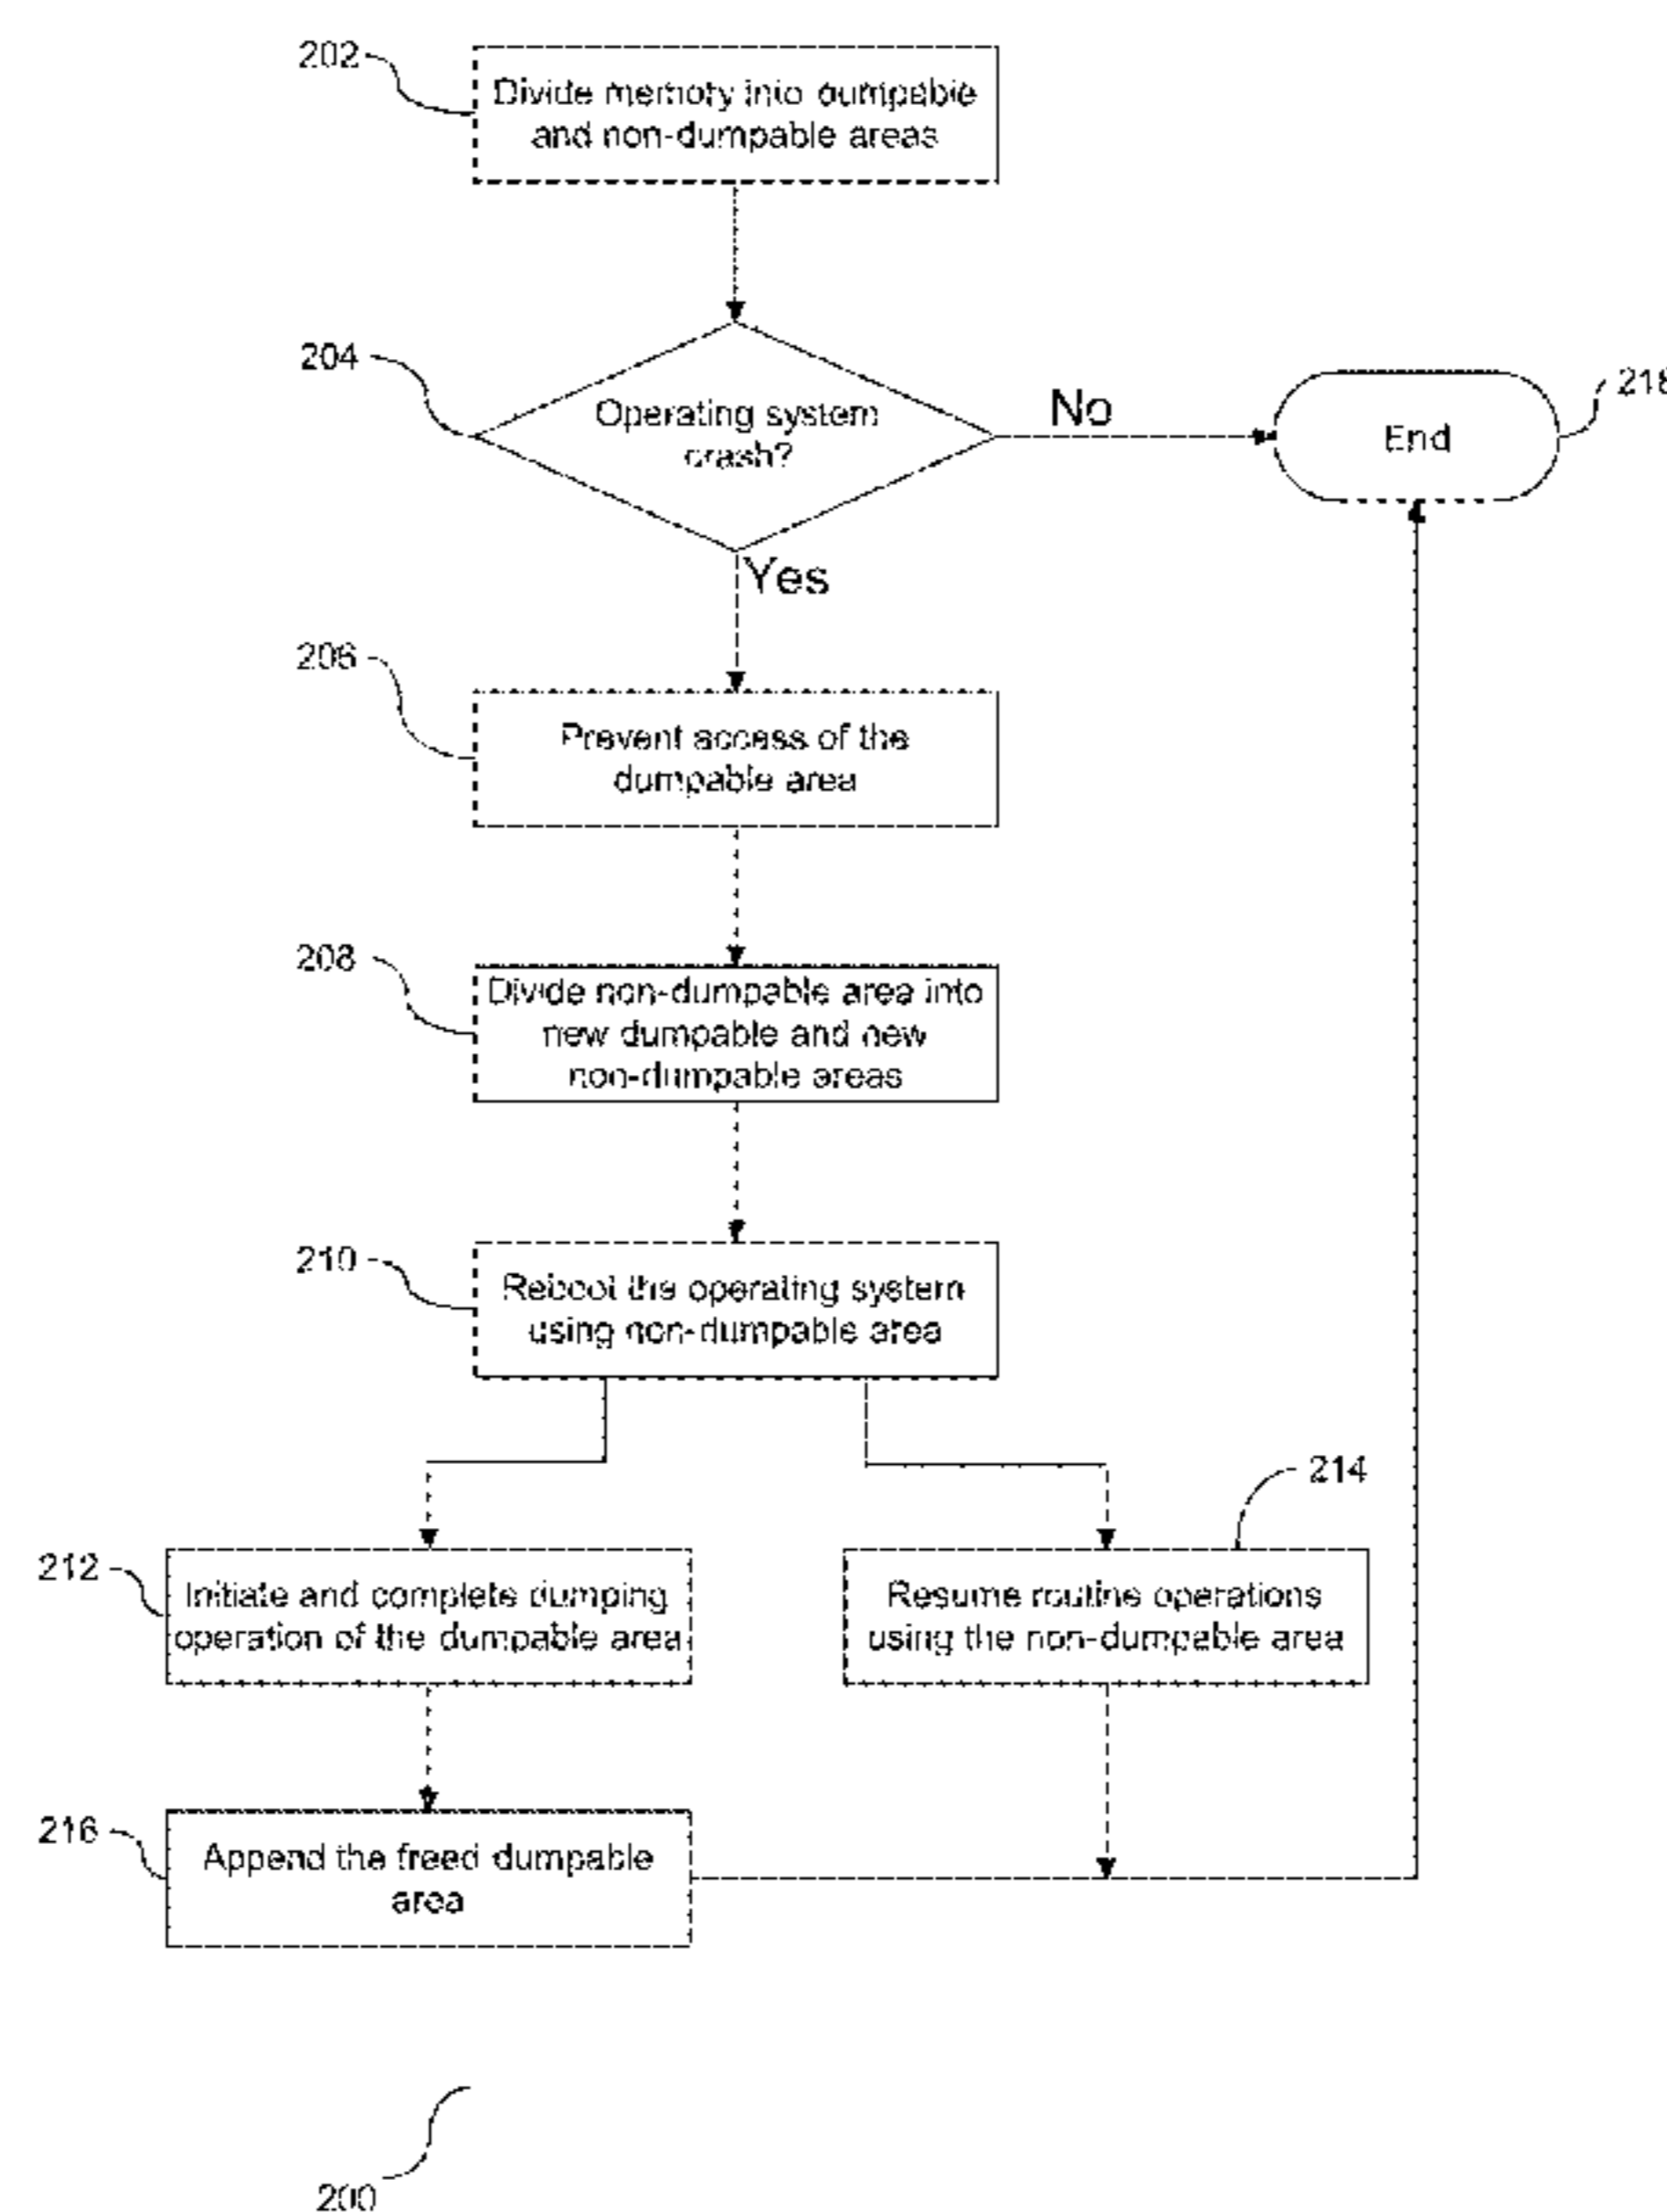 202
Divide memory into dumpable
and non-dumpable areas
204
Operating system
crash?
No
End
218
Yes
206
Prevent access of the
dumpable area
208
Divide non-dumpable area into
new dumpable and new
non-dumpable areas
210
Reboot the operating system
using non-dumpable area
214
212
Initiate and complete dumping
operation of the dumpable area
Resume routine operations
using the non-dumpable area
216
Append the freed dumpable
area
200